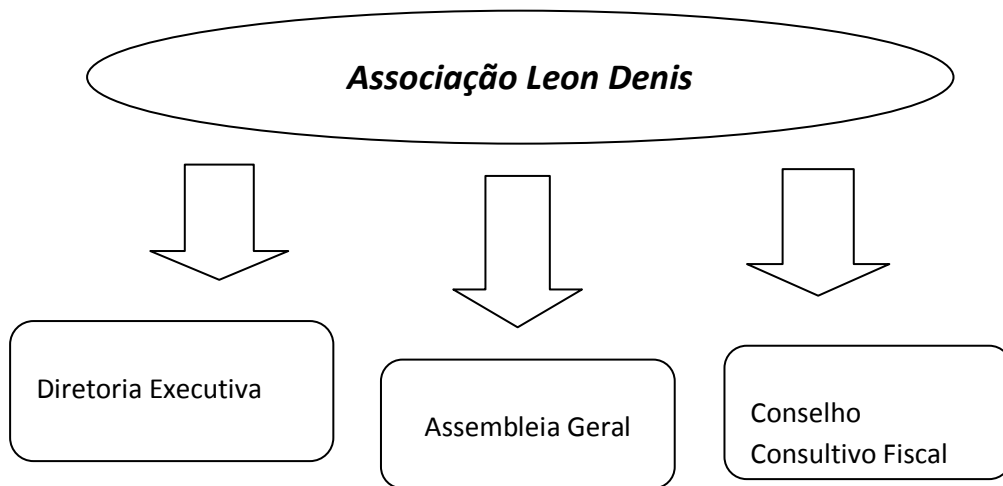 Associação Leon Denis
Diretoria Executiva
Assembleia Geral
Conselho
Consultivo Fiscal